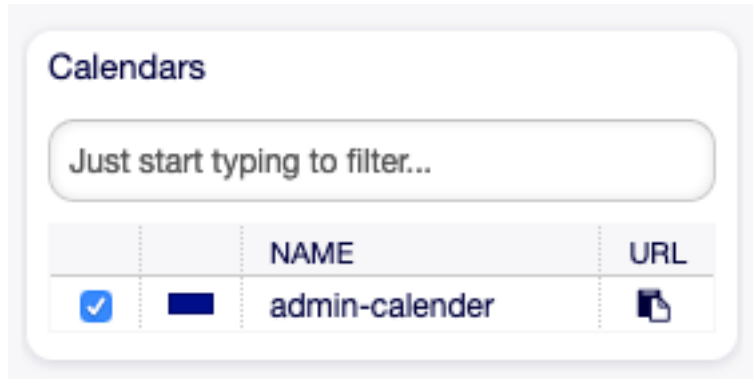 Calendars
Just start typing to filter...
NAME URL
admin-calender